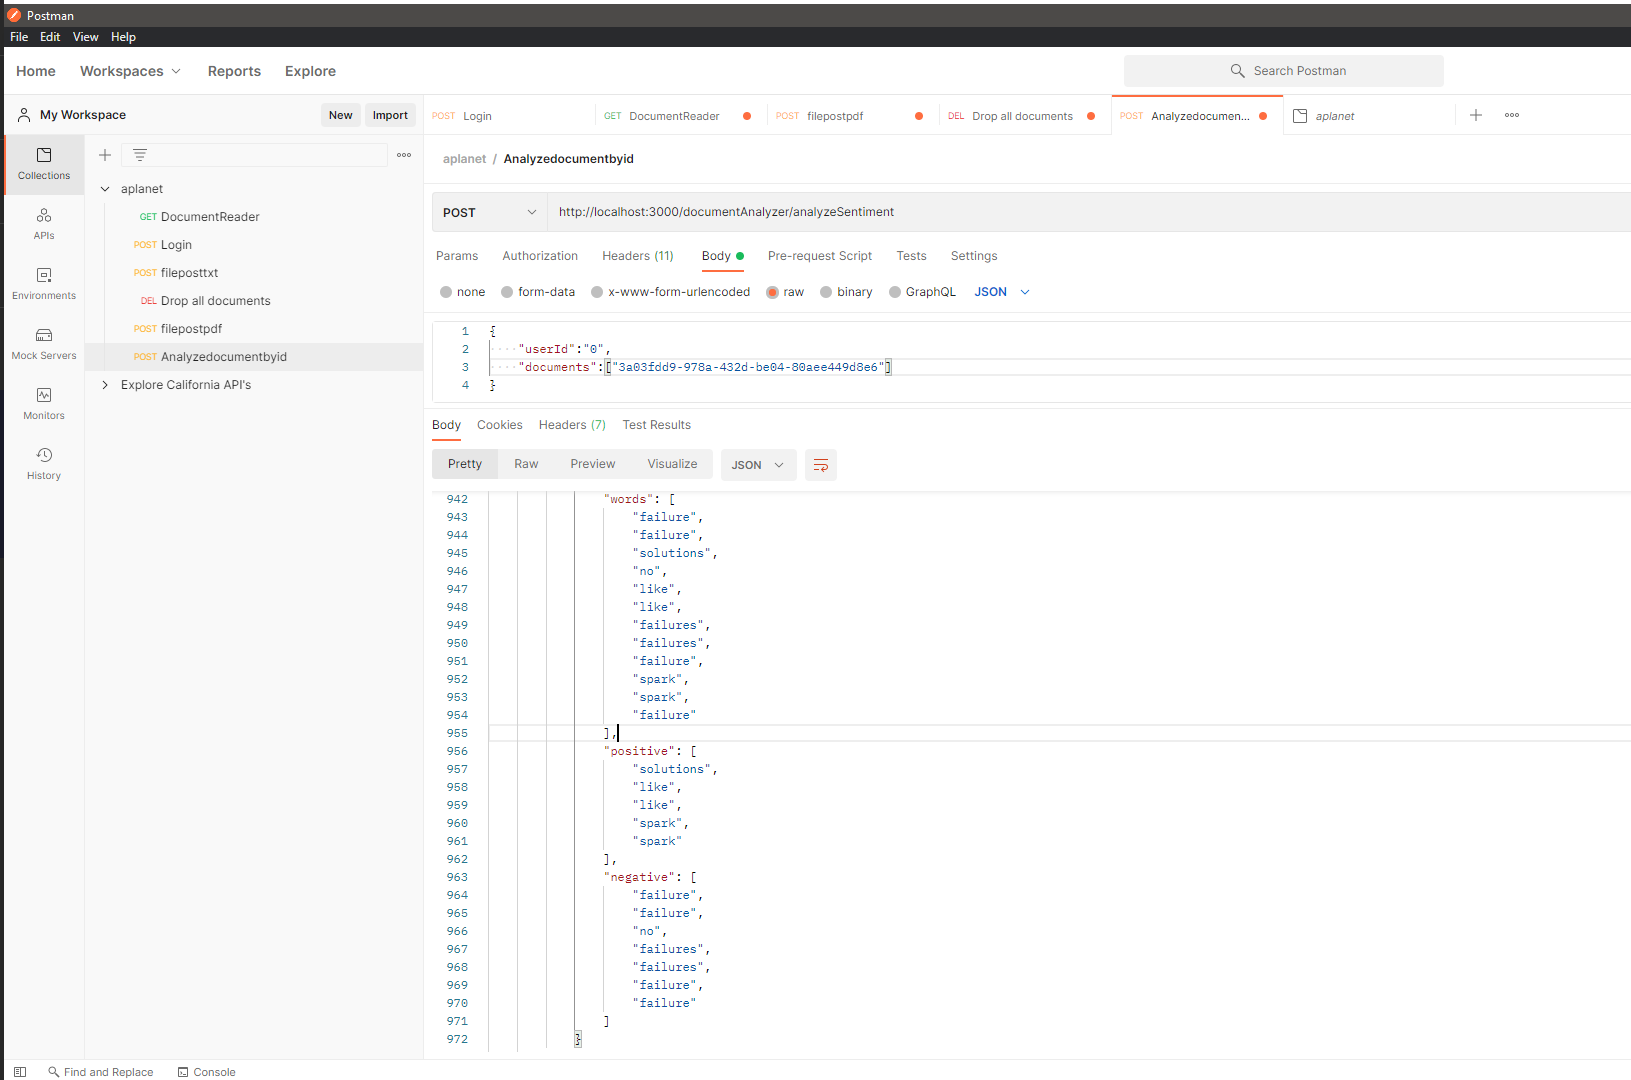 Postman
File Edit View Help
Home Workspaces Reports Explore Search Postman
My Workspace New Import
POST Login GET DocumentReader POST filepostpdf DEL Drop all documents POST Analyzedocumen... aplanet
Collections
APIs
Environments
Mock Servers
Monitors
History
aplanet
GET DocumentReader
POST Login
POST fileposttxt
DEL Drop all documents
POST filepostpdf
POST Analyzedocumentbyid
Explore California API's
aplanet / Analyzedocumentbyid
POST http://localhost:3000/documentAnalyzer/analyzeSentiment
Params Authorization Headers (11) Body Pre-request Script Tests Settings
none form-data x-www-form-urlencoded raw binary GraphQL JSON
1 {
2 "userId":"0",
3 "documents":["3a03fdd9-978a-432d-be04-80aee449d8e6"]
4 }
Body Cookies Headers (7) Test Results
Pretty Raw Preview Visualize JSON
942 "words": [
943 "failure",
944 "failure",
945 "solutions",
946 "no",
947 "like",
948 "like",
949 "failures",
950 "failures",
951 "failure",
952 "spark",
953 "spark",
954 "failure"
955 ],
956 "positive": [
957 "solutions",
958 "like",
959 "like",
960 "spark",
961 "spark"
962 ],
963 "negative": [
964 "failure",
965 "failure",
966 "no",
967 "failures",
968 "failures",
969 "failure",
970 "failure"
971 ]
972 }
Find and Replace Console